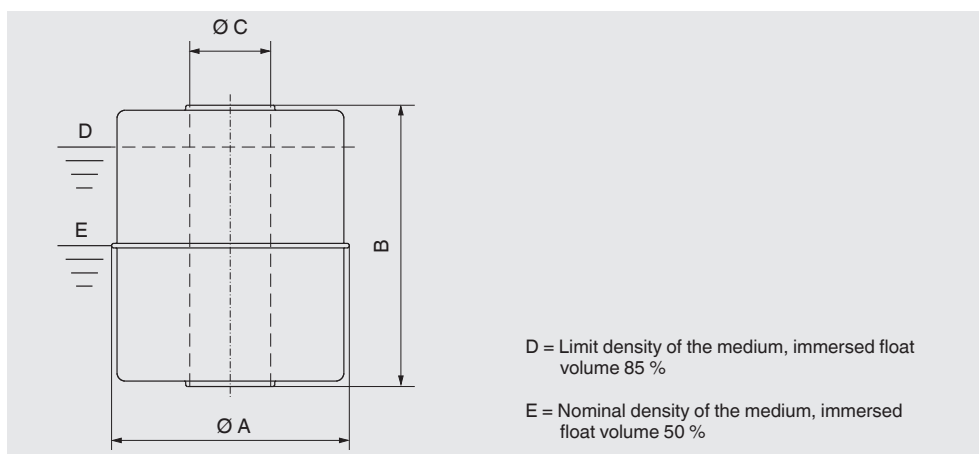 Ø C
D
E
B
Ø A
D = Limit density of the medium, immersed float
volume 85 %
E = Nominal density of the medium, immersed
float volume 50 %